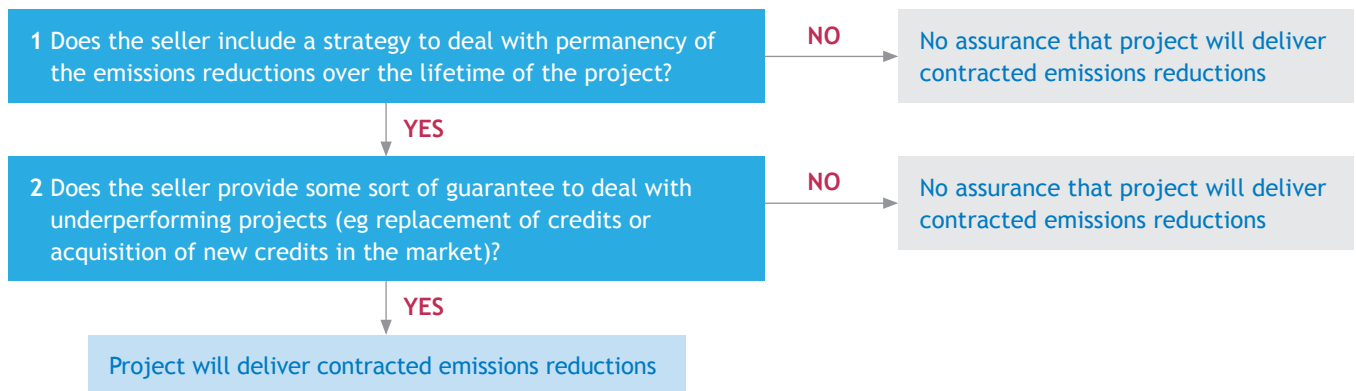 1 Does the seller include a strategy to deal with permanency of
the emissions reductions over the lifetime of the project?
NO
No assurance that project will deliver
contracted emissions reductions
YES
2 Does the seller provide some sort of guarantee to deal with
underperforming projects (eg replacement of credits or
acquisition of new credits in the market)?
NO
No assurance that project will deliver
contracted emissions reductions
YES
Project will deliver contracted emissions reductions